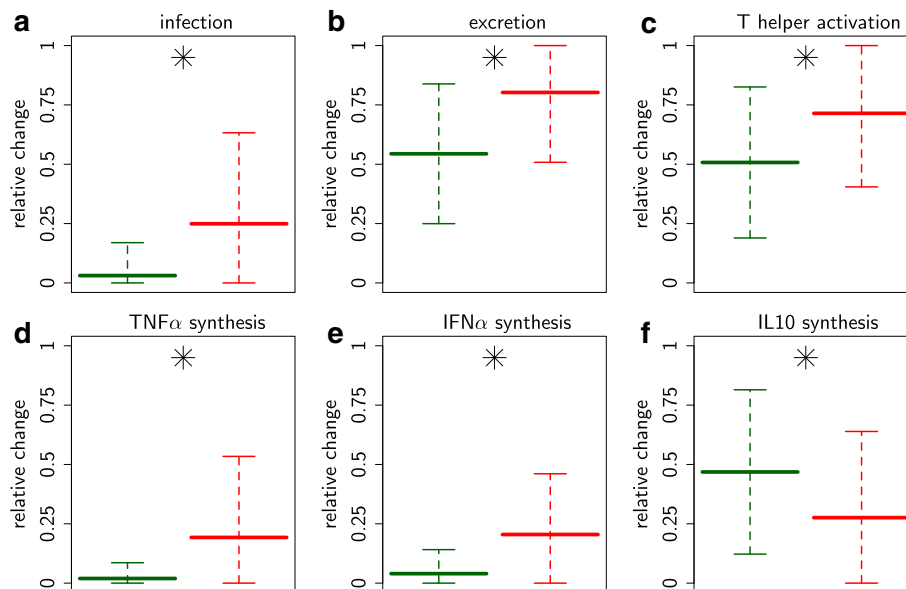 a infection
relative change
0 0.25 0.5 0.75 1
b excretion
relative change
0 0.25 0.5 0.75 1
c T helper activation
relative change
0 0.25 0.5 0.75 1
d TNFα synthesis
relative change
0 0.25 0.5 0.75 1
e IFNα synthesis
relative change
0 0.25 0.5 0.75 1
f IL10 synthesis
relative change
0 0.25 0.5 0.75 1